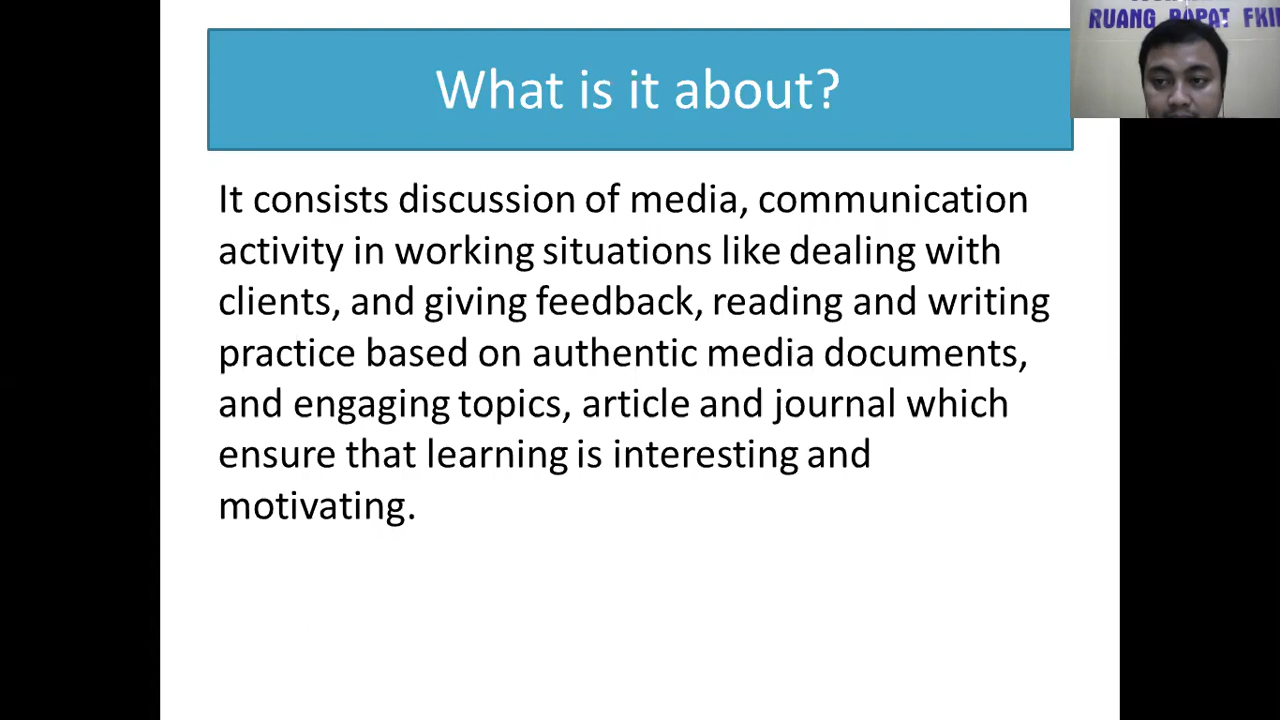 What is it about?
RUANG RAPAT FKIP
It consists discussion of media, communication
activity in working situations like dealing with
clients, and giving feedback, reading and writing
practice based on authentic media documents,
and engaging topics, article and journal which
ensure that learning is interesting and
motivating.